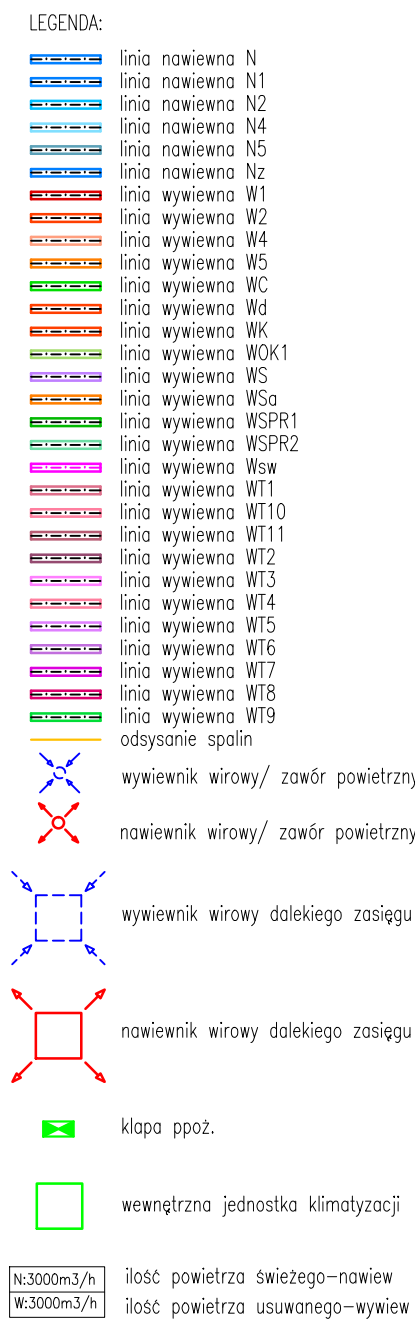 LEGENDA:
linia nawiewna N
linia nawiewna N1
linia nawiewna N2
linia nawiewna N4
linia nawiewna N5
linia nawiewna Nz
linia wywiewna W1
linia wywiewna W2
linia wywiewna W4
linia wywiewna W5
linia wywiewna WC
linia wywiewna Wd
linia wywiewna WK
linia wywiewna WOK1
linia wywiewna WS
linia wywiewna WSa
linia wywiewna WSPR1
linia wywiewna WSPR2
linia wywiewna Wsw
linia wywiewna WT1
linia wywiewna WT10
linia wywiewna WT11
linia wywiewna WT2
linia wywiewna WT3
linia wywiewna WT4
linia wywiewna WT5
linia wywiewna WT6
linia wywiewna WT7
linia wywiewna WT8
linia wywiewna WT9
odsysanie spalin
wywiewnik wirowy/ zawór powietrzny
nawiewnik wirowy/ zawór powietrzny
wywiewnik wirowy dalekiego zasięgu
nawiewnik wirowy dalekiego zasięgu
klapa ppoż.
wewnętrzna jednostka klimatyzacji
N:3000m3/h ilość powietrza świeżego-nawiew
W:3000m3/h ilość powietrza usuwanego-wywiew